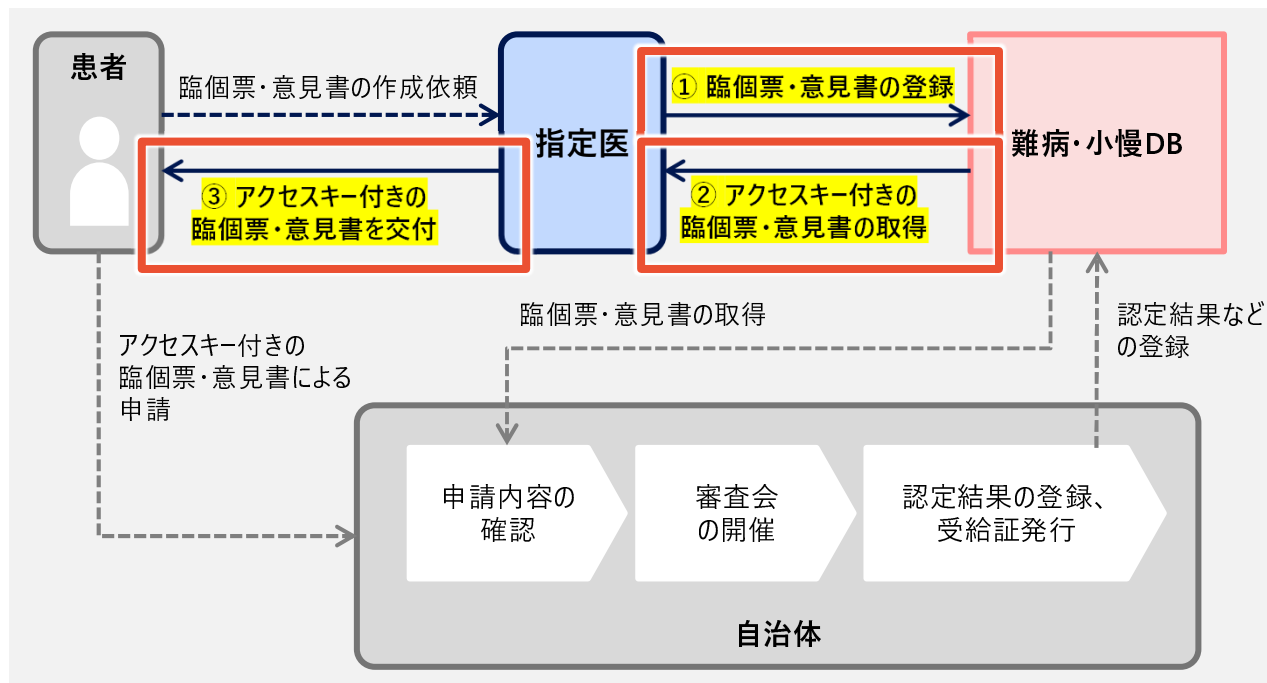 患者
臨個票・意見書の作成依頼
指定医
① 臨個票・意見書の登録
難病・小慢DB
② アクセスキー付きの
臨個票・意見書の取得
③ アクセスキー付きの
臨個票・意見書を交付
臨個票・意見書の取得
認定結果など
の登録
アクセスキー付きの
臨個票・意見書による
申請
申請内容の
確認
審査会
の開催
認定結果の登録、
受給証発行
自治体